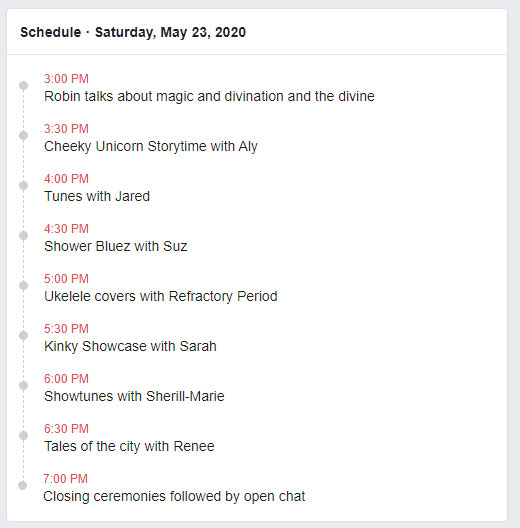 Schedule · Saturday, May 23, 2020
3:00 PM
Robin talks about magic and divination and the divine
3:30 PM
Cheeky Unicorn Storytime with Aly
4:00 PM
Tunes with Jared
4:30 PM
Shower Bluez with Suz
5:00 PM
Ukelele covers with Refractory Period
5:30 PM
Kinky Showcase with Sarah
6:00 PM
Showtunes with Sherill-Marie
6:30 PM
Tales of the city with Renee
7:00 PM
Closing ceremonies followed by open chat